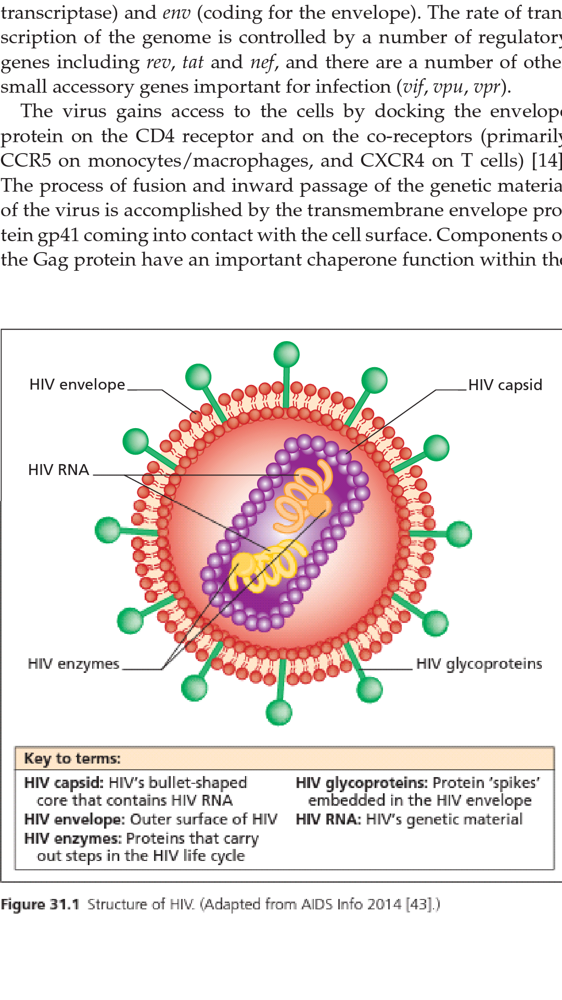 transcriptase) and env (coding for the envelope). The rate of tran
scription of the genome is controlled by a number of regulatory
genes including rev, tat and nef, and there are a number of othe
small accessory genes important for infection (vif, vpu, vpr).
The virus gains access to the cells by docking the envelope
protein on the CD4 receptor and on the co-receptors (primarily
CCR5 on monocytes/macrophages, and CXCR4 on T cells) [14]
The process of fusion and inward passage of the genetic materia
of the virus is accomplished by the transmembrane envelope pro
tein gp41 coming into contact with the cell surface. Components o
the Gag protein have an important chaperone function within the
HIV envelope
HIV capsid
HIV RNA
HIV enzymes
HIV glycoproteins
Key to terms:
HIV capsid: HIV's bullet-shaped
core that contains HIV RNA
HIV envelope: Outer surface of HIV
HIV enzymes: Proteins that carry
out steps in the HIV life cycle
HIV glycoproteins: Protein 'spikes'
embedded in the HIV envelope
HIV RNA: HIV's genetic material
Figure 31.1 Structure of HIV. (Adapted from AIDS Info 2014 [43].)